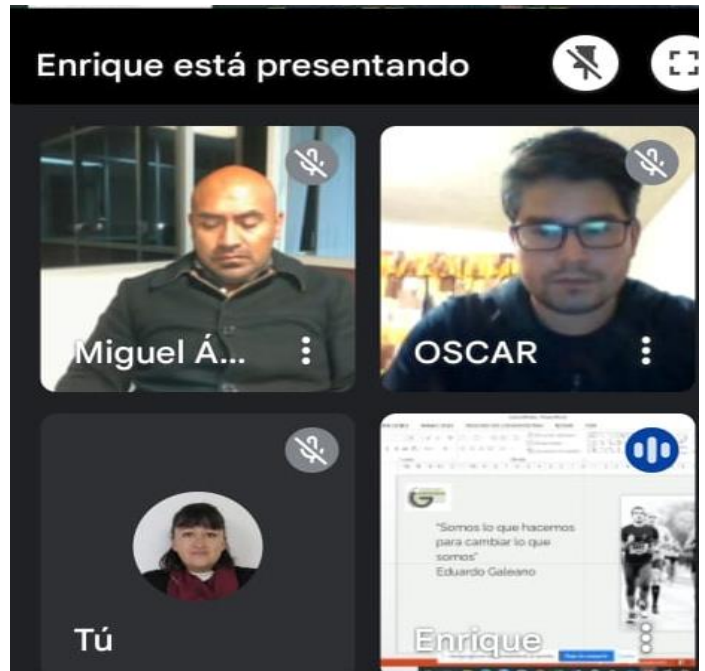 Enrique está presentando
Miguel Á...
OSCAR
Tú
"Somos lo que hacemos
para cambiar lo que
somos"
Eduardo Galeano
Enrique